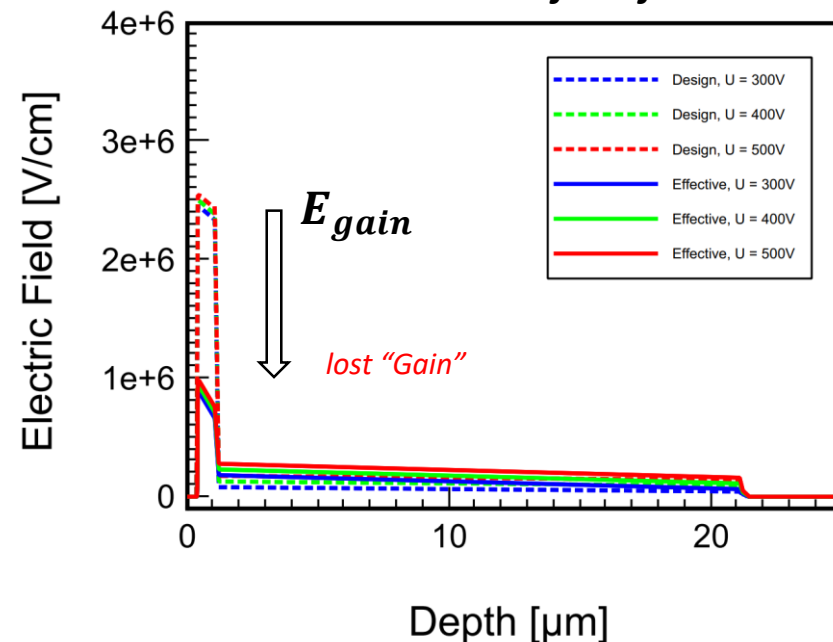 4e+6
3e+6
2e+6
1e+6
0
Electric Field [V/cm]
Design, U = 300V
Design, U = 400V
Design, U = 500V
Effective, U = 300V
Effective, U = 400V
Effective, U = 500V
E_gain
lost “Gain”
0
10
20
Depth [µm]